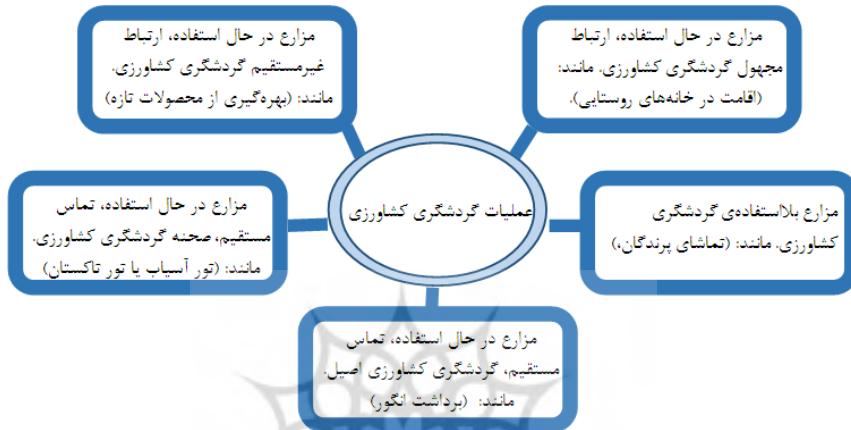 مزارع در حال استفاده، ارتباط
مجهول گردشگری کشاورزی. مانند:
(اقامت در خانه‌های روستایی).
مزارع در حال استفاده، ارتباط
غیرمستقیم گردشگری کشاورزی.
مانند: (بهره‌گیری از محصولات تازه)
عملیات گردشگری کشاورزی
مزارع بلااستفاده‌ی گردشگری
کشاورزی. مانند: (تماشای پرندگان،)
مزارع در حال استفاده، تماس
مستقیم، صحنه گردشگری کشاورزی.
مانند: (تور آسیاب یا تور تاکستان)
مزارع در حال استفاده، تماس
مستقیم، گردشگری کشاورزی اصیل.
مانند: (برداشت انگور)